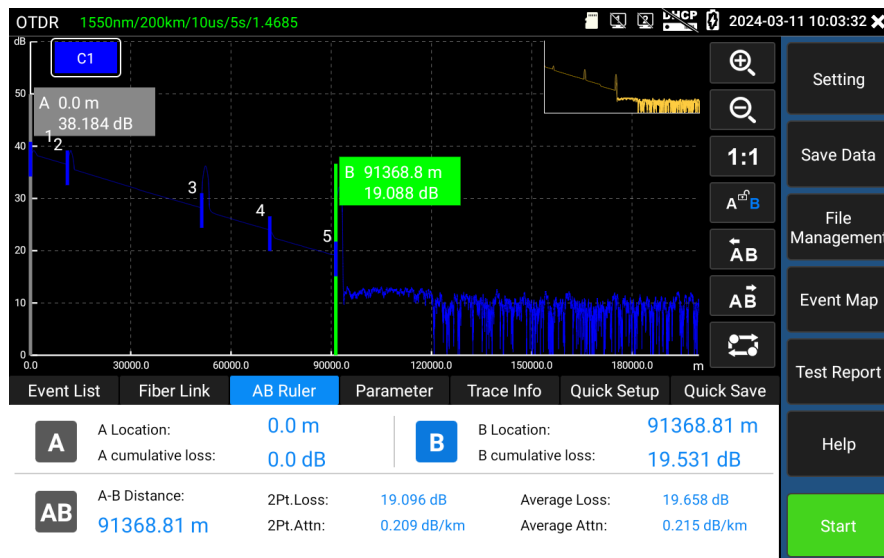 OTDR 1550nm/200km/10us/5s/1.4685 1 2 DHCP 2024-03-11 10:03:32
dB
C1
50
A 0.0 m
38.184 dB
40
1 2
B 91368.8 m
19.088 dB
3
30
4
5
20
10
0
0.0 30000.0 60000.0 90000.0 120000.0 150000.0 180000.0 m
1:1
A B
AB
AB
Event List Fiber Link AB Ruler Parameter Trace Info Quick Setup Quick Save
A A Location: 0.0 m B B Location: 91368.81 m
A cumulative loss: 0.0 dB B cumulative loss: 19.531 dB
AB A-B Distance: 2Pt.Loss: 19.096 dB Average Loss: 19.658 dB
91368.81 m 2Pt.Attn: 0.209 dB/km Average Attn: 0.215 dB/km
Setting
Save Data
File
Management
Event Map
Test Report
Help
Start